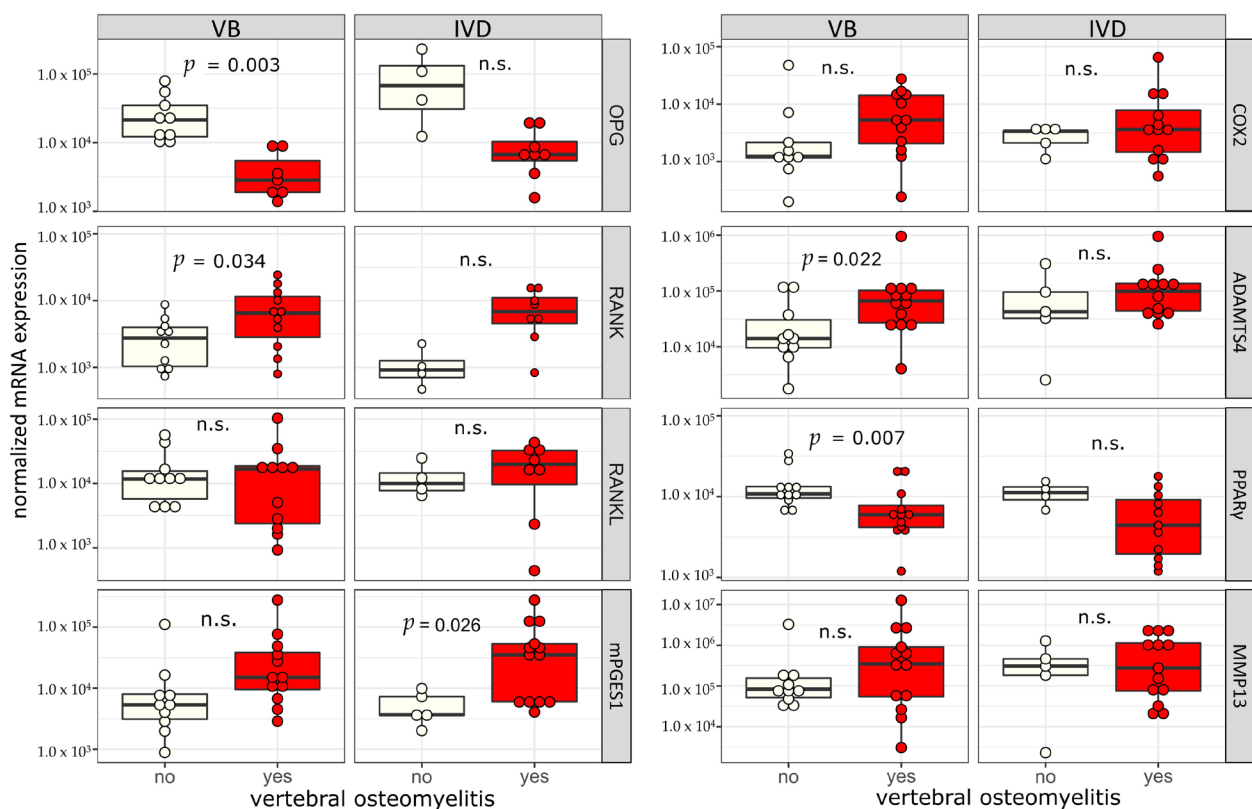 VB IVD
normalized mRNA expression
1.0 x 10⁵
1.0 x 10⁴
1.0 x 10³
p = 0.003
n.s.
OPG
1.0 x 10⁵
1.0 x 10⁴
1.0 x 10³
p = 0.034
n.s.
RANK
1.0 x 10⁵
1.0 x 10⁴
1.0 x 10³
n.s.
n.s.
RANKL
1.0 x 10⁵
1.0 x 10⁴
1.0 x 10³
n.s.
p = 0.026
mPGES1
no yes no yes
vertebral osteomyelitis
VB IVD
1.0 x 10⁵
1.0 x 10⁴
1.0 x 10³
n.s.
n.s.
COX2
1.0 x 10⁶
1.0 x 10⁵
1.0 x 10⁴
p = 0.022
n.s.
ADAMTS4
1.0 x 10⁵
1.0 x 10⁴
1.0 x 10³
p = 0.007
n.s.
PPARγ
1.0 x 10⁷
1.0 x 10⁶
1.0 x 10⁵
1.0 x 10⁴
n.s.
n.s.
MMP13
no yes no yes
vertebral osteomyelitis